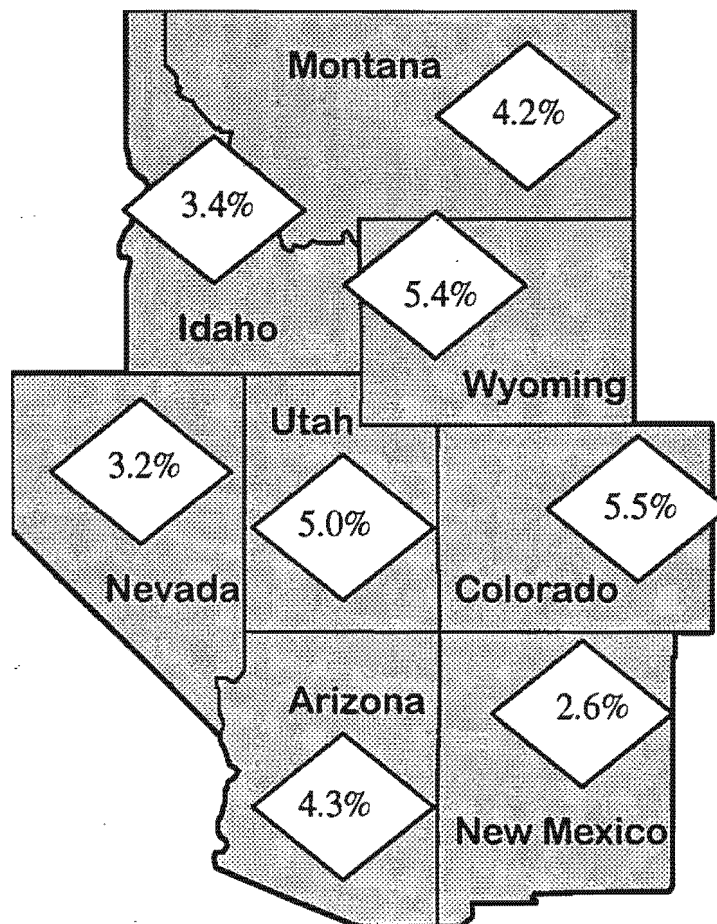 Montana
4.2%
3.4%
5.4%
Idaho
Wyoming
Utah
3.2%
5.0%
5.5%
Nevada
Colorado
Arizona
2.6%
4.3%
New Mexico